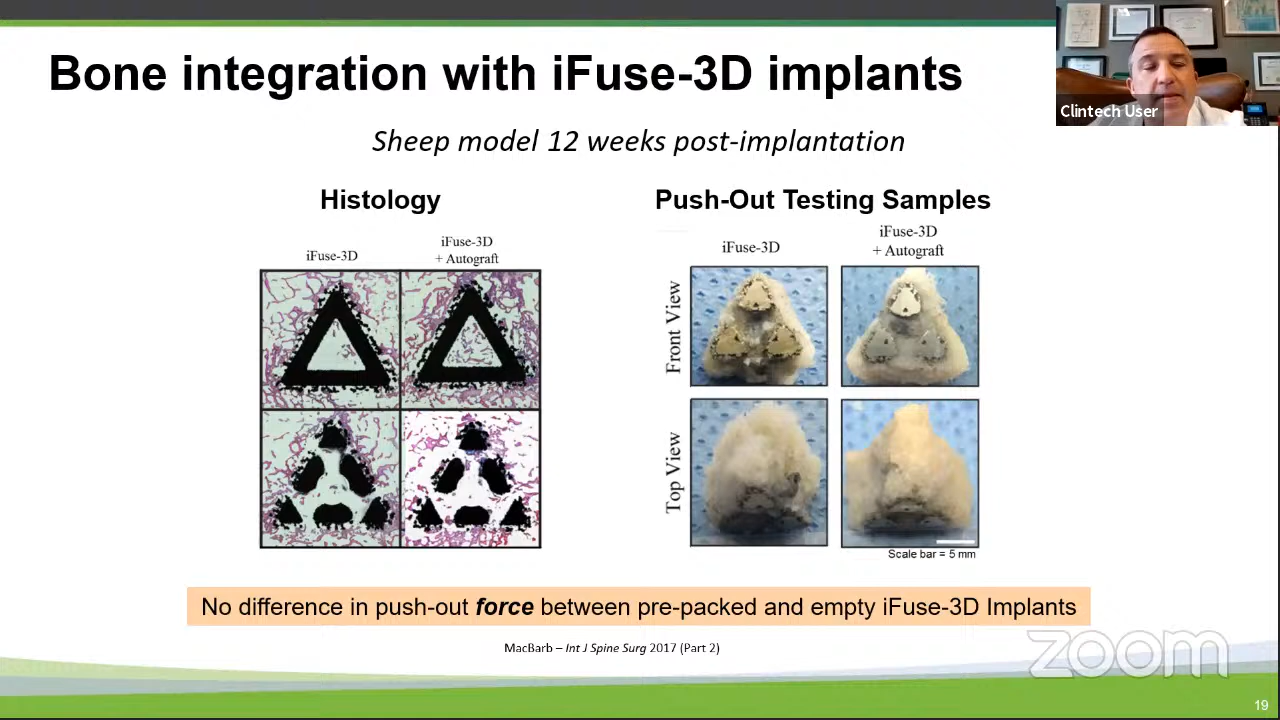 Bone integration with iFuse-3D implants
Clintech User
Sheep model 12 weeks post-implantation
Histology
Push-Out Testing Samples
iFuse-3D
iFuse-3D
+ Autograft
iFuse-3D
iFuse-3D
+ Autograft
Front View
Top View
Scale bar = 5 mm
No difference in push-out force between pre-packed and empty iFuse-3D Implants
MacBarb – Int J Spine Surg 2017 (Part 2)
zoom
19